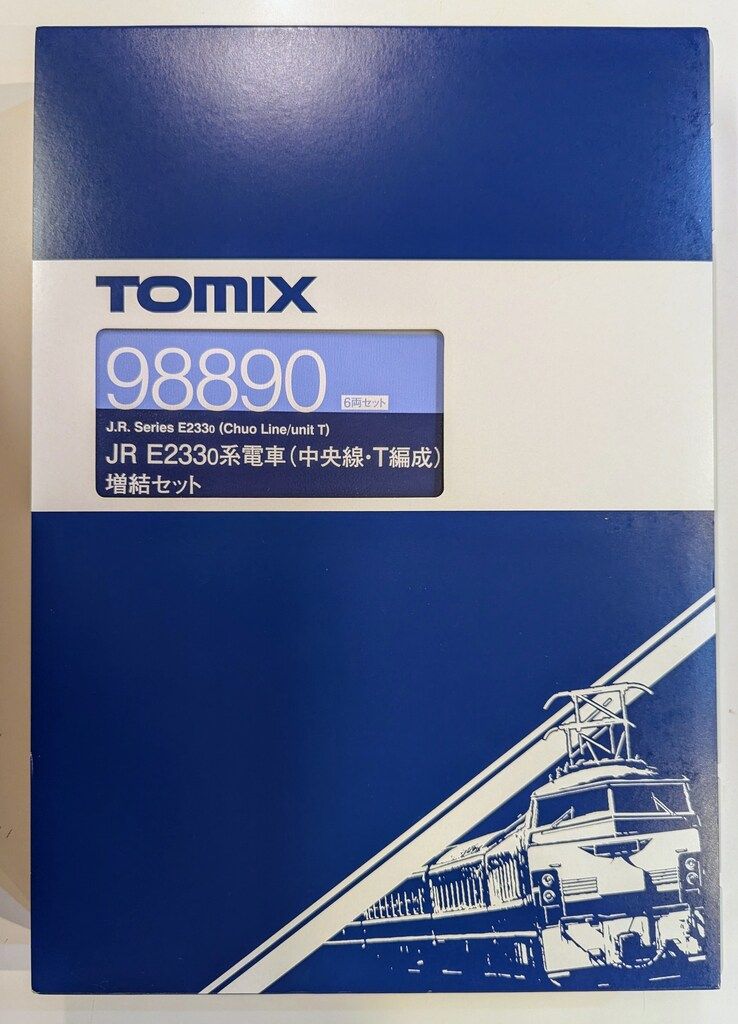 TOMIX
98890 6両セット
J.R. Series E2330 (Chuo Line/unit T)
JR E2330系電車(中央線・T編成)
増結セット